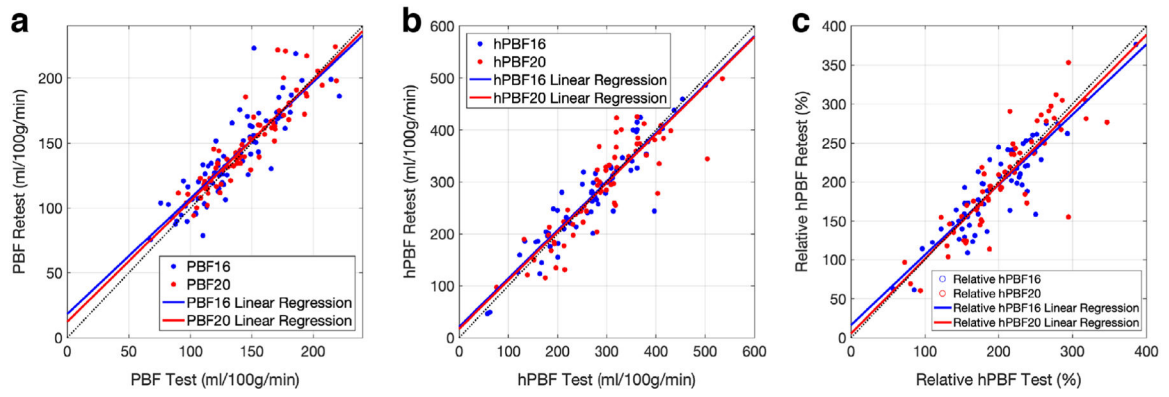 a
PBF Retest (ml/100g/min)
200
150
100
50
0
0
50
100
150
200
PBF Test (ml/100g/min)
PBF16
PBF20
PBF16 Linear Regression
PBF20 Linear Regression
b
hPBF Retest (ml/100g/min)
600
500
400
300
200
100
0
0
100
200
300
400
500
600
hPBF Test (ml/100g/min)
hPBF16
hPBF20
hPBF16 Linear Regression
hPBF20 Linear Regression
c
Relative hPBF Retest (%)
400
350
300
250
200
150
100
50
0
0
100
200
300
400
Relative hPBF Test (%)
Relative hPBF16
Relative hPBF20
Relative hPBF16 Linear Regression
Relative hPBF20 Linear Regression